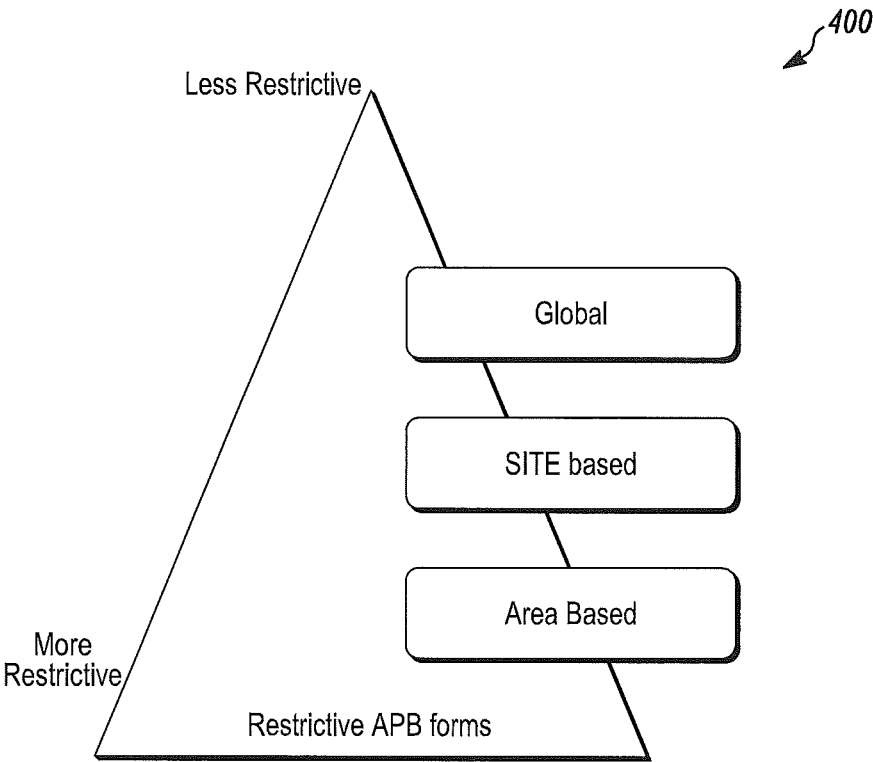 400
Less Restrictive
Global
SITE based
Area Based
More
Restrictive
Restrictive APB forms